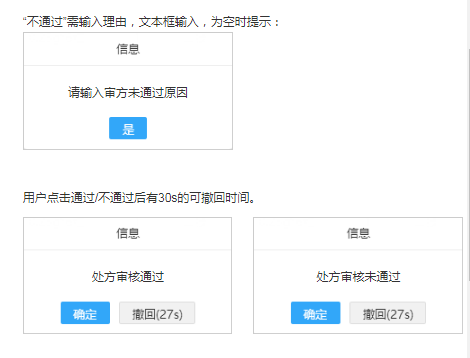 “不通过”需输入理由，文本框输入，为空时提示：
信息
请输入审方未通过原因
是
用户点击通过/不通过后有30s的可撤回时间。
信息
处方审核通过
确定 撤回(27s)
信息
处方审核未通过
确定 撤回(27s)